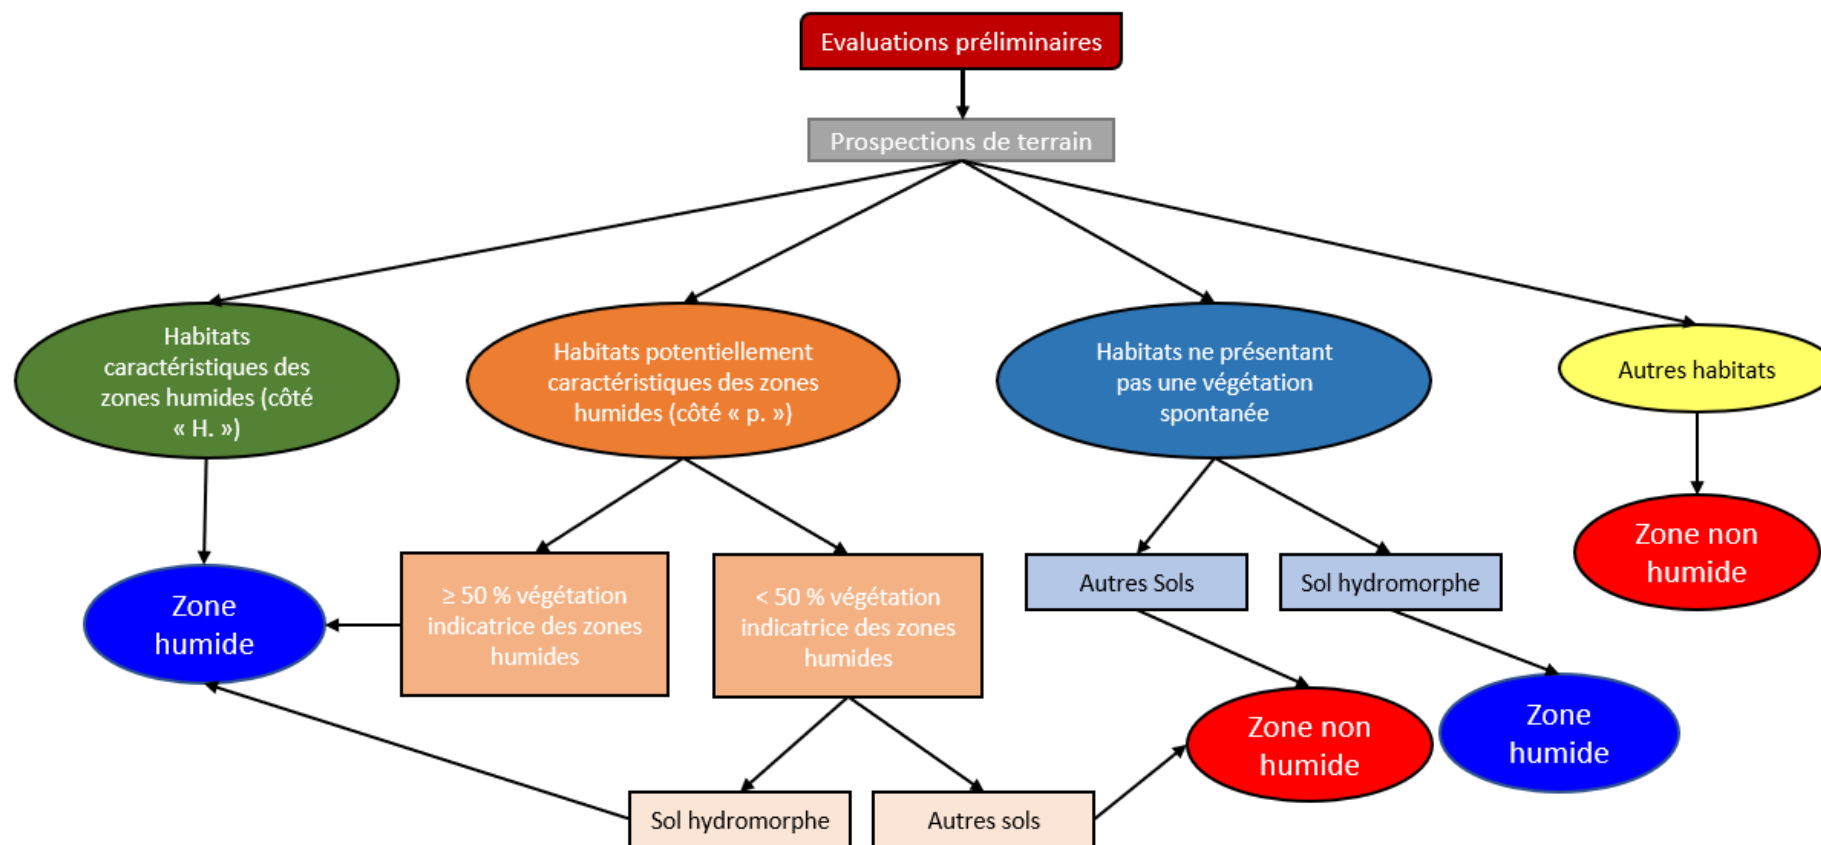 Evaluations préliminaires
Prospections de terrain
Habitats
caractéristiques des
zones humides (côté
« H. »)
Habitats potentiellement
caractéristiques des zones
humides (côté « p. »)
Habitats ne présentant
pas une végétation
spontanée
Autres habitats
Zone
humide
≥ 50 % végétation
indicatrice des zones
humides
< 50 % végétation
indicatrice des zones
humides
Autres Sols
Sol hydromorphe
Zone non
humide
Zone non
humide
Zone
humide
Sol hydromorphe
Autres sols